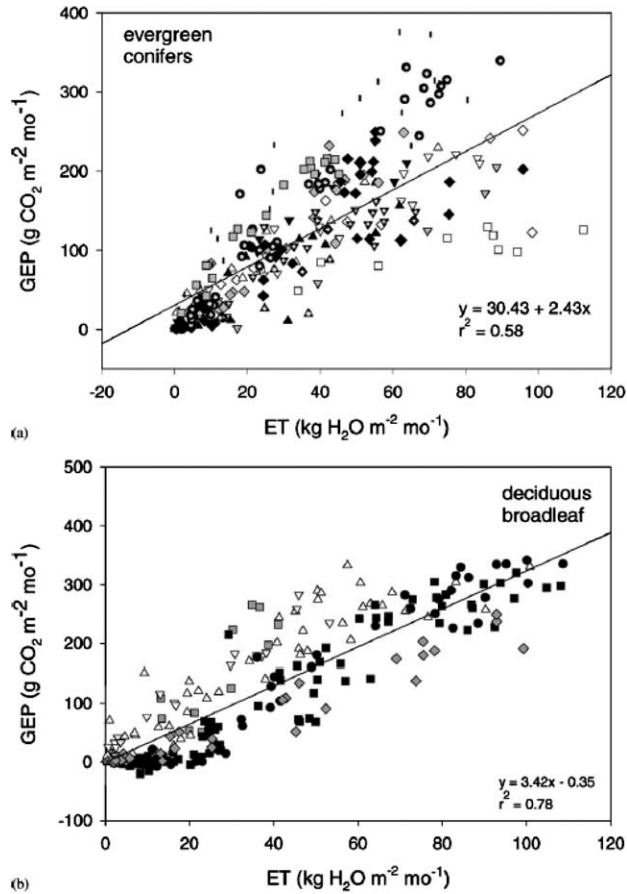 400
evergreen
conifers
300
200
100
0
GEP (g CO2 m-2 mo-1)
y = 30.43 + 2.43x
r2 = 0.58
-20 0 20 40 60 80 100 120
(a)
ET (kg H2O m-2 mo-1)
500
deciduous
broadleaf
400
300
200
100
0
-100
GEP (g CO2 m-2 mo-1)
y = 3.42x - 0.35
r2 = 0.78
0 20 40 60 80 100 120
(b)
ET (kg H2O m-2 mo-1)